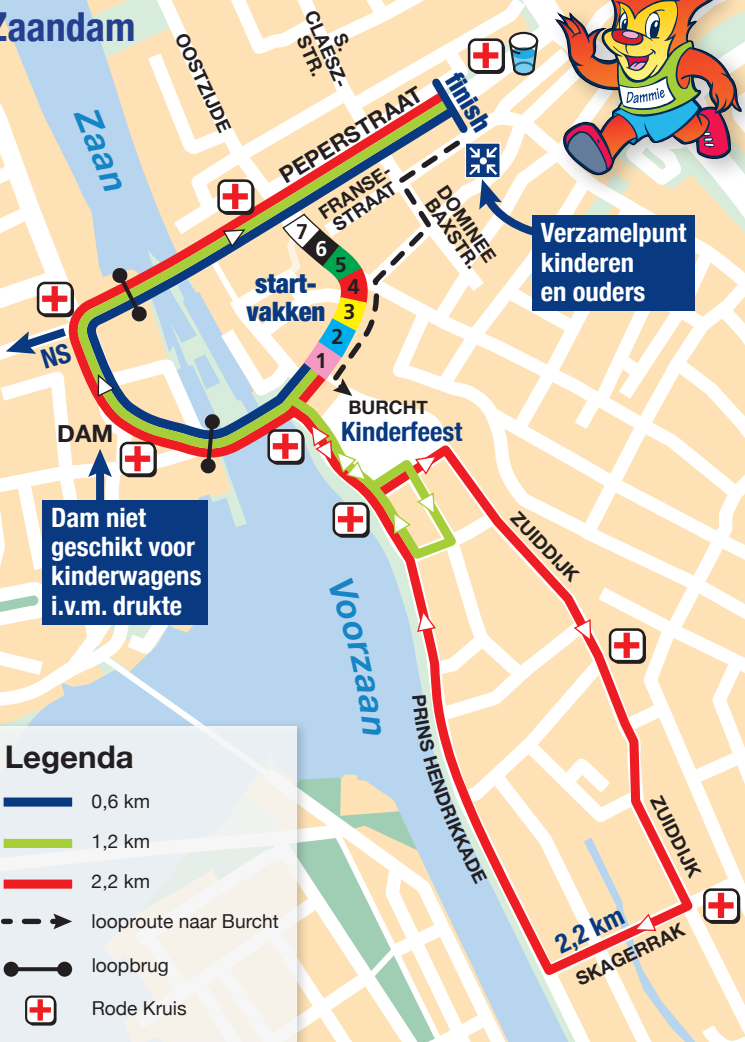 Zaandam
OOSTZIJDE
S.
CLAESZ-
STR.
Dammie
Zaan
PEPERSTRAAT
finish
FRANSE-
STRAAT
DOMINEE
BAXSTR.
Verzamelpunt
kinderen
en ouders
7
6
5
4
3
2
1
start-
vakken
NS
BURCHT
Kinderfeest
DAM
Dam niet
geschikt voor
kinderwagens
i.v.m. drukte
ZUIDDIJK
Voorzaan
PRINS HENDRIKKADE
ZUIDDIJK
2,2 km
SKAGERRAK
Legenda
0,6 km
1,2 km
2,2 km
looproute naar Burcht
loopbrug
Rode Kruis